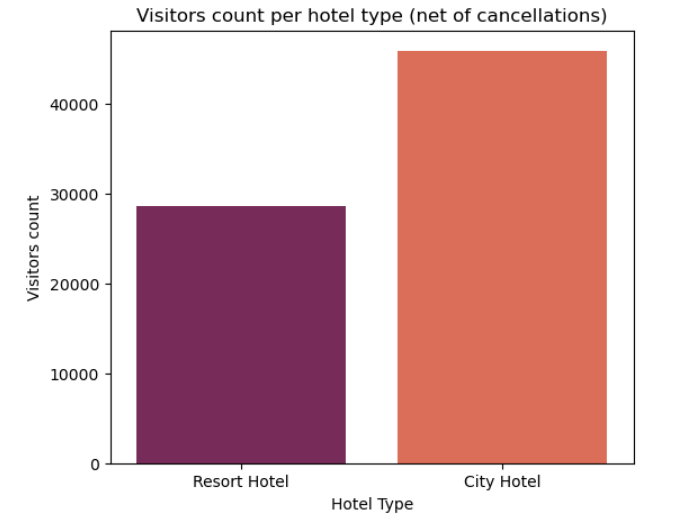 Visitors count per hotel type (net of cancellations)
Visitors count
40000
30000
20000
10000
0
Resort Hotel
City Hotel
Hotel Type